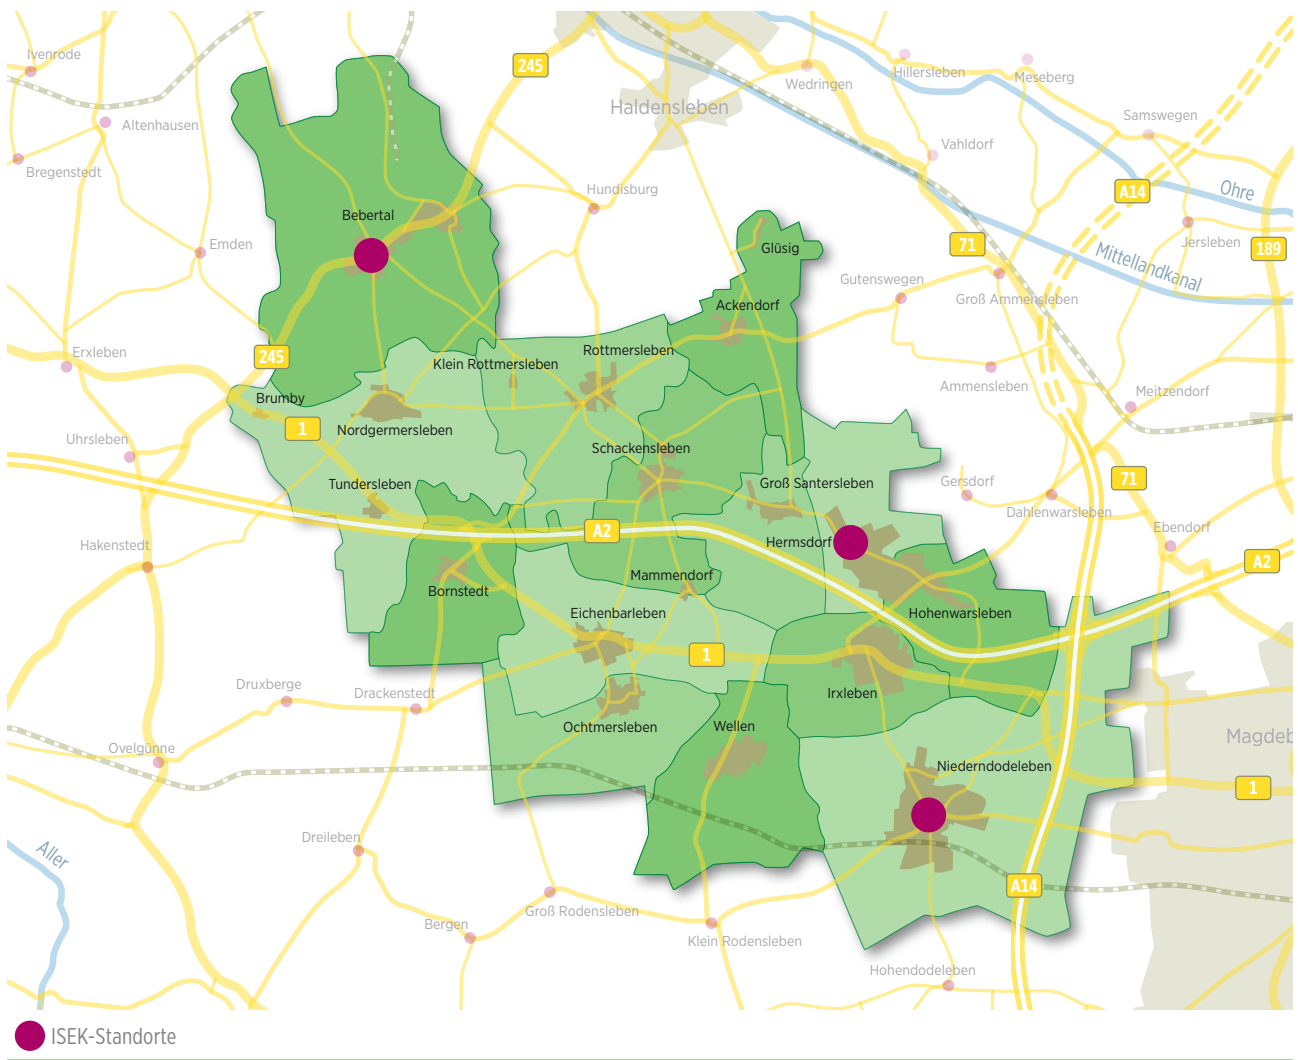 Ivenrode
245
Altenhausen
Haldensleben
Wedringen
Hillersleben
Meseberg
Samswegen
Bregenstedt
Vahldorf
Hundisburg
A14
Ohre
Bebertal
Emden
Glüsig
71
Jersleben
189
Mittellandkanal
Gutenswegen
Groß Ammensleben
Ackendorf
Erxleben
245
Klein Rottmersleben
Rottmersleben
Ammensleben
Meitzendorf
Brumby
1
Nordgermersleben
Uhrsleben
Schackensleben
Tundersleben
Groß Santersleben
Gersdorf
71
Dahlenwarsleben
Ebendorf
Hakenstedt
A2
Hermsdorf
A2
Mammendorf
Bornstedt
Eichenbarleben
Hohenwarsleben
1
Druxberge
Drackenstedt
Irxleben
Ochtmersleben
Wellen
Magdeb
Ovelgünne
Niederndodeleben
1
Dreileben
Aller
A14
Groß Rodensleben
Bergen
Klein Rodensleben
Hohendodeleben
ISEK-Standorte